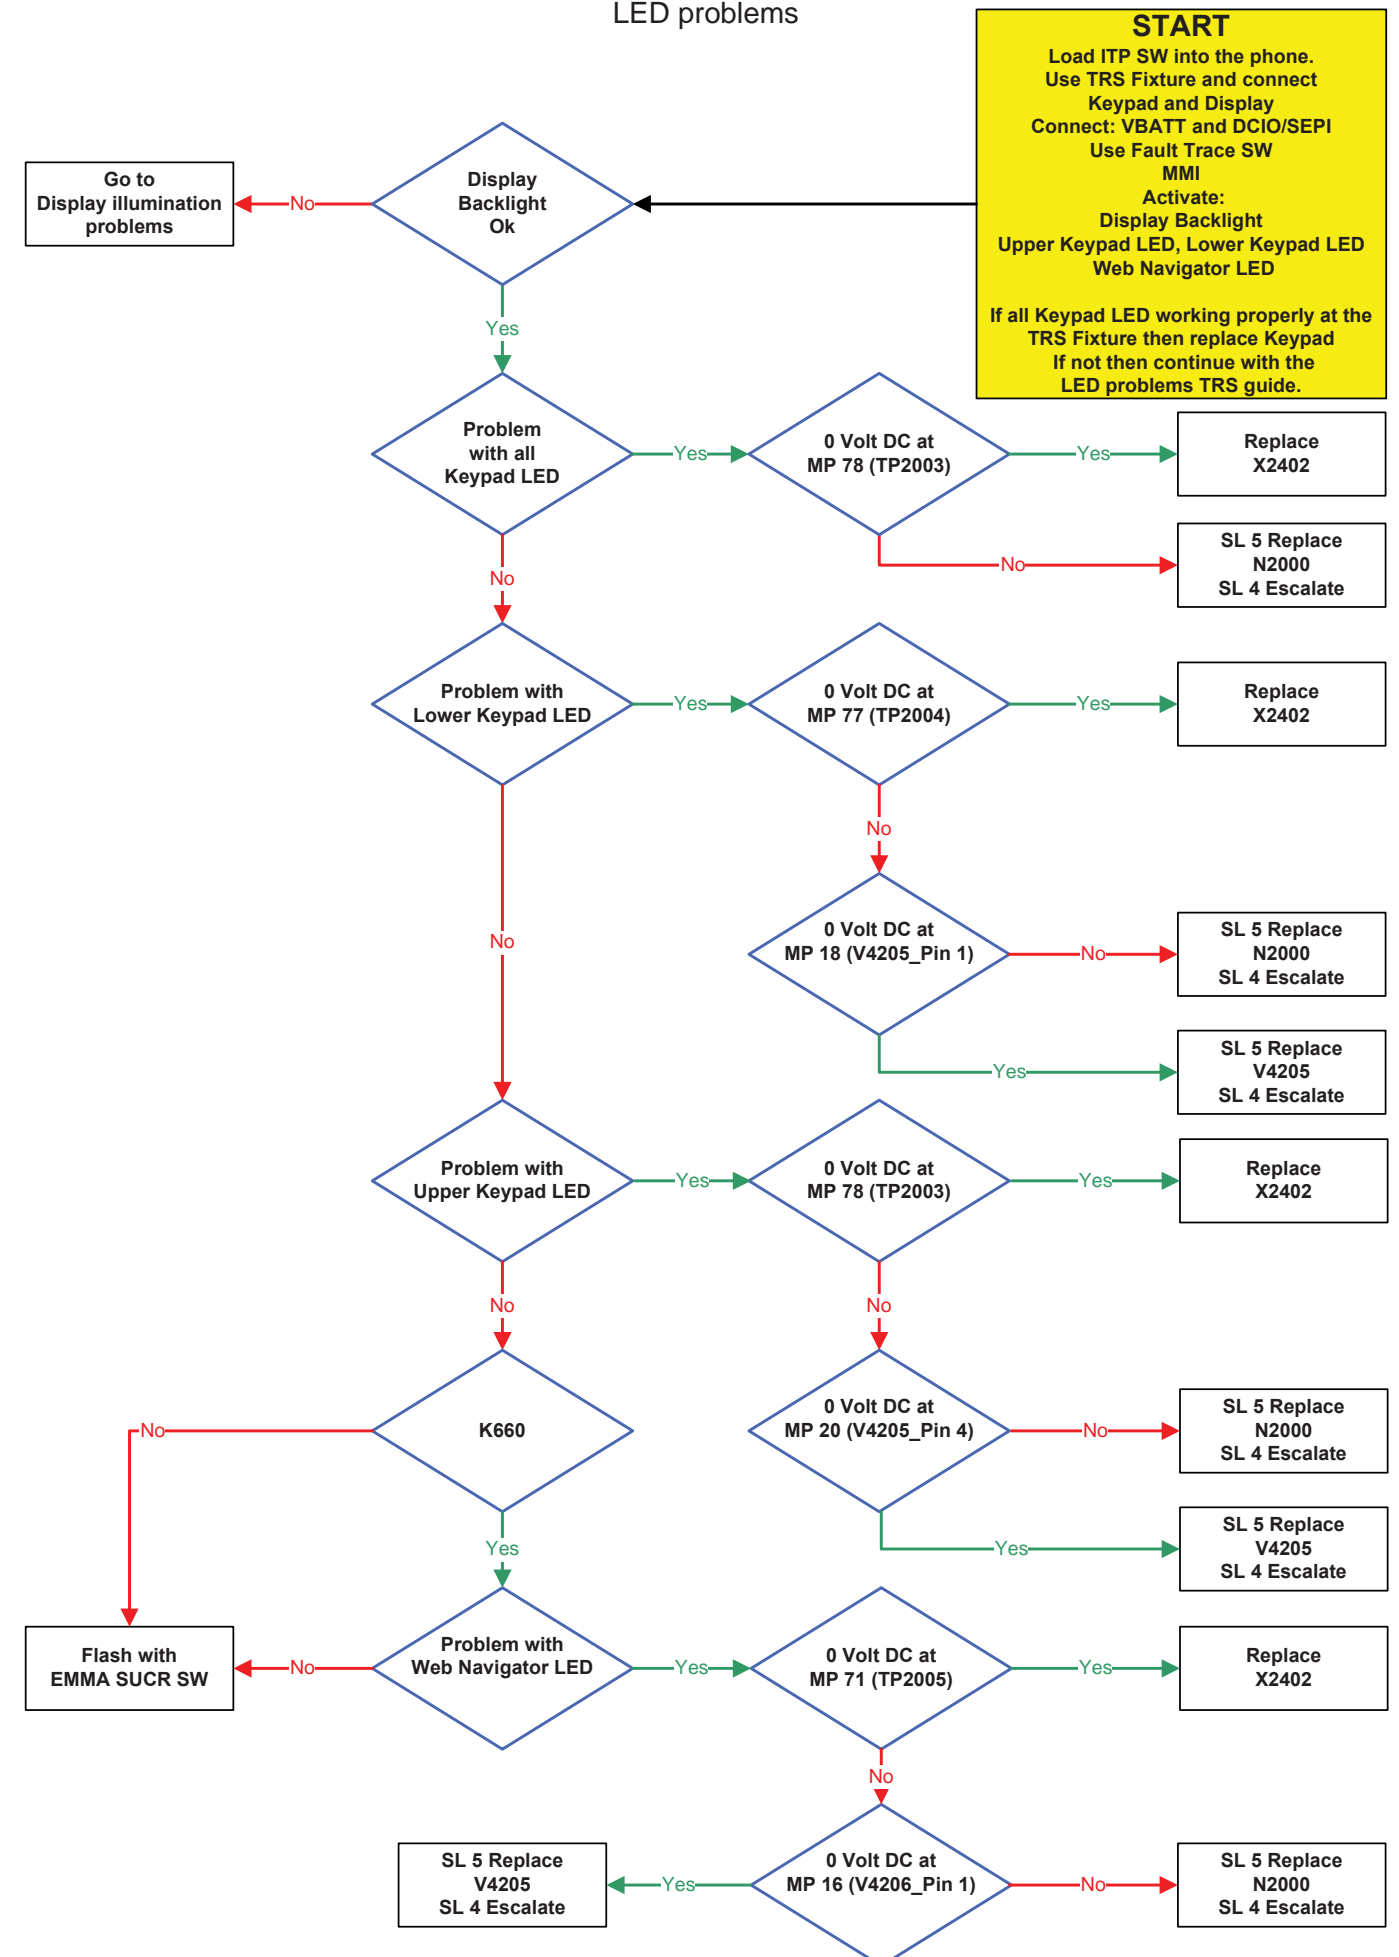 LED problems
START
Load ITP SW into the phone.
Use TRS Fixture and connect
Keypad and Display
Connect: VBATT and DCIO/SEPI
Use Fault Trace SW
MMI
Activate:
Display Backlight
Upper Keypad LED, Lower Keypad LED
Web Navigator LED
If all Keypad LED working properly at the
TRS Fixture then replace Keypad
If not then continue with the
LED problems TRS guide.
Go to
Display illumination
problems
No
Display
Backlight
Ok
Yes
Problem
with all
Keypad LED
Yes
0 Volt DC at
MP 78 (TP2003)
Yes
Replace
X2402
No
SL 5 Replace
N2000
SL 4 Escalate
No
Problem with
Lower Keypad LED
Yes
0 Volt DC at
MP 77 (TP2004)
Yes
Replace
X2402
No
No
0 Volt DC at
MP 18 (V4205_Pin 1)
No
SL 5 Replace
N2000
SL 4 Escalate
Yes
SL 5 Replace
V4205
SL 4 Escalate
Problem with
Upper Keypad LED
Yes
0 Volt DC at
MP 78 (TP2003)
Yes
Replace
X2402
No
No
No
K660
0 Volt DC at
MP 20 (V4205_Pin 4)
No
SL 5 Replace
N2000
SL 4 Escalate
Yes
Yes
SL 5 Replace
V4205
SL 4 Escalate
Flash with
EMMA SUCR SW
No
Problem with
Web Navigator LED
Yes
0 Volt DC at
MP 71 (TP2005)
Yes
Replace
X2402
No
SL 5 Replace
V4205
SL 4 Escalate
Yes
0 Volt DC at
MP 16 (V4206_Pin 1)
No
SL 5 Replace
N2000
SL 4 Escalate